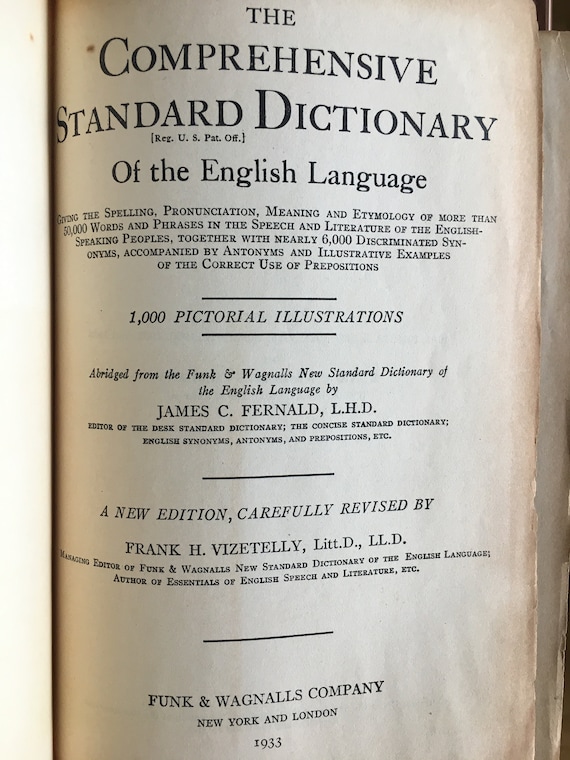 THE
COMPREHENSIVE
STANDARD DICTIONARY
[Reg. U. S. Pat. Off.]
Of the English Language
GIVING THE SPELLING, PRONUNCIATION, MEANING AND ETYMOLOGY OF MORE THAN
50,000 WORDS AND PHRASES IN THE SPEECH AND LITERATURE OF THE ENGLISH-
SPEAKING PEOPLES, TOGETHER WITH NEARLY 6,000 DISCRIMINATED SYN-
ONYMS, ACCOMPANIED BY ANTONYMS AND ILLUSTRATIVE EXAMPLES
OF THE CORRECT USE OF PREPOSITIONS
1,000 PICTORIAL ILLUSTRATIONS
Abridged from the Funk & Wagnalls New Standard Dictionary of
the English Language by
JAMES C. FERNALD, L.H.D.
EDITOR OF THE DESK STANDARD DICTIONARY; THE CONCISE STANDARD DICTIONARY;
ENGLISH SYNONYMS, ANTONYMS, AND PREPOSITIONS, ETC.
A NEW EDITION, CAREFULLY REVISED BY
FRANK H. VIZETELLY, Litt.D., LL.D.
MANAGING EDITOR OF FUNK & WAGNALLS NEW STANDARD DICTIONARY OF THE ENGLISH LANGUAGE;
AUTHOR OF ESSENTIALS OF ENGLISH SPEECH AND LITERATURE, ETC.
FUNK & WAGNALLS COMPANY
NEW YORK AND LONDON
1933